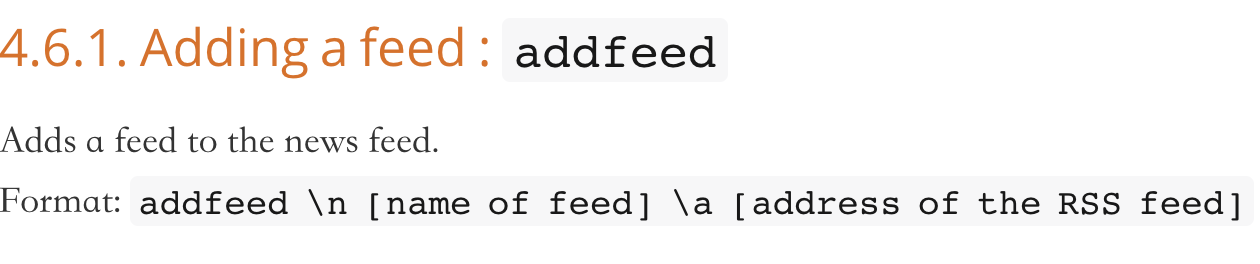 4.6.1. Adding a feed : addfeed
Adds a feed to the news feed.
Format: addfeed \n [name of feed] \a [address of the RSS feed]